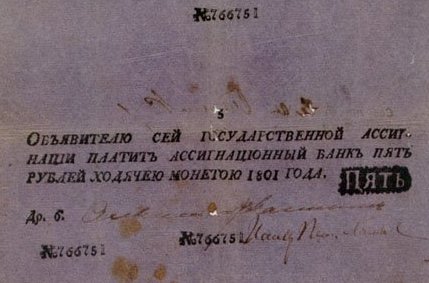 №766751
5
Объявителю сей государственной ассиг-
націи платитъ ассигнаціонный банкъ пять
рублей ходячею монетою 1801 года. ПЯТЬ
Др. б.
№766751 №766751